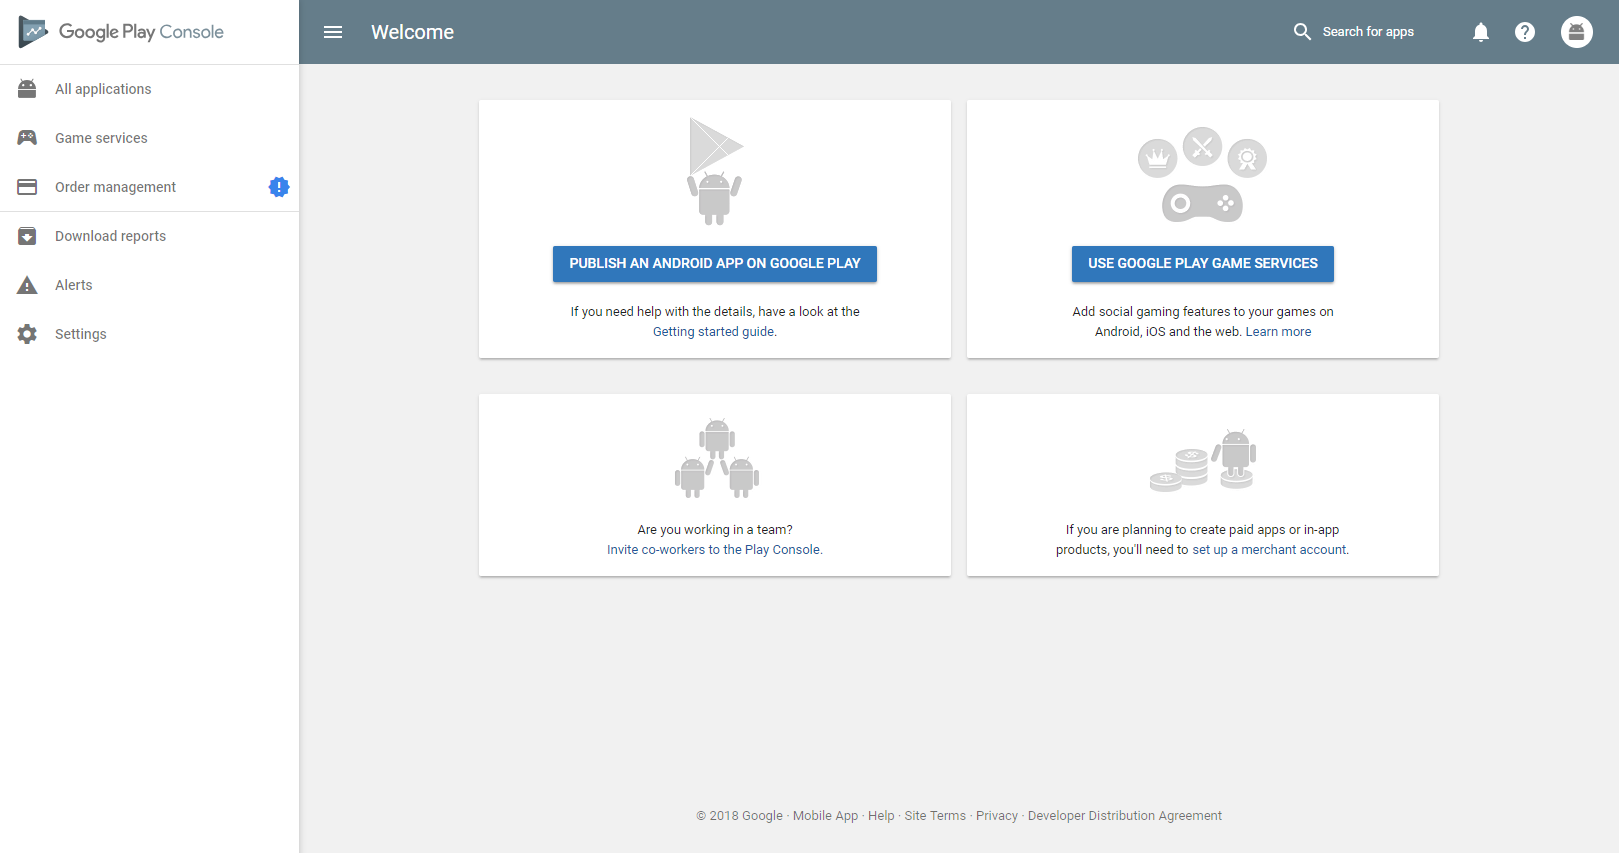 Google Play Console
Welcome
Search for apps
All applications
Game services
Order management
Download reports
Alerts
Settings
PUBLISH AN ANDROID APP ON GOOGLE PLAY
If you need help with the details, have a look at the
Getting started guide.
USE GOOGLE PLAY GAME SERVICES
Add social gaming features to your games on
Android, iOS and the web. Learn more
Are you working in a team?
Invite co-workers to the Play Console.
If you are planning to create paid apps or in-app
products, you'll need to set up a merchant account.
© 2018 Google · Mobile App · Help · Site Terms · Privacy · Developer Distribution Agreement